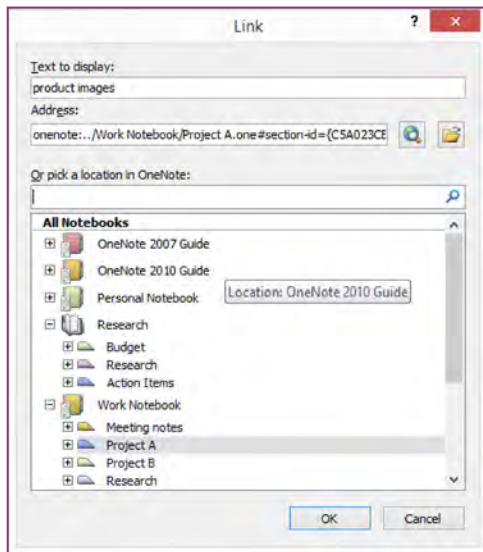 Link
?
Text to display:
product images
Address:
onenote:../Work Notebook/Project A.one#section-id={C5A023CE
Or pick a location in OneNote:
All Notebooks
OneNote 2007 Guide
OneNote 2010 Guide
Personal Notebook
Location: OneNote 2010 Guide
Research
Budget
Research
Action Items
Work Notebook
Meeting notes
Project A
Project B
Research
OK
Cancel